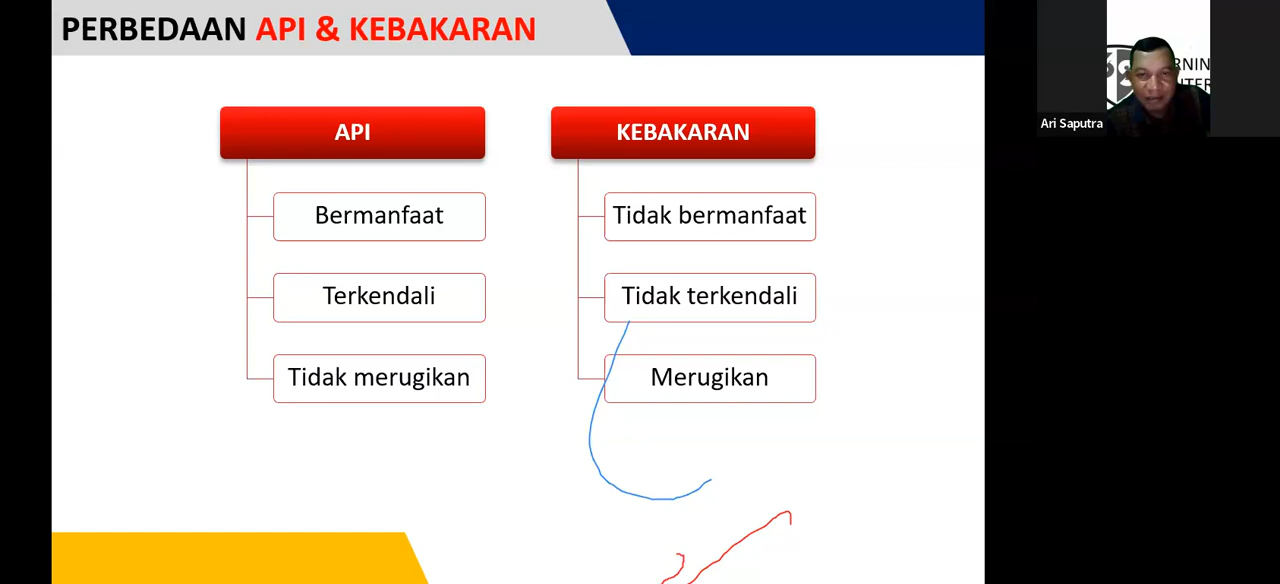 PERBEDAAN API & KEBAKARAN
API
Bermanfaat
Terkendali
Tidak merugikan
KEBAKARAN
Tidak bermanfaat
Tidak terkendali
Merugikan
Ari Saputra